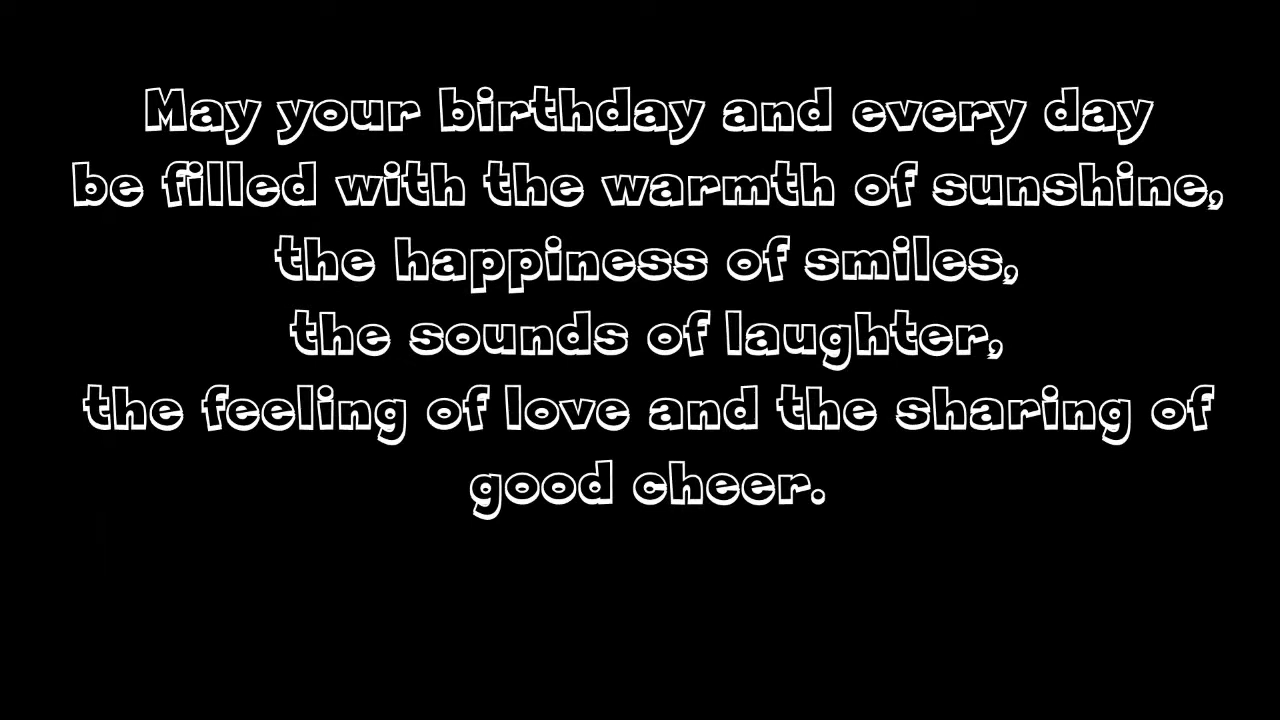 May your birthday and every day
be filled with the warmth of sunshine,
the happiness of smiles,
the sounds of laughter,
the feeling of love and the sharing of
good cheer.